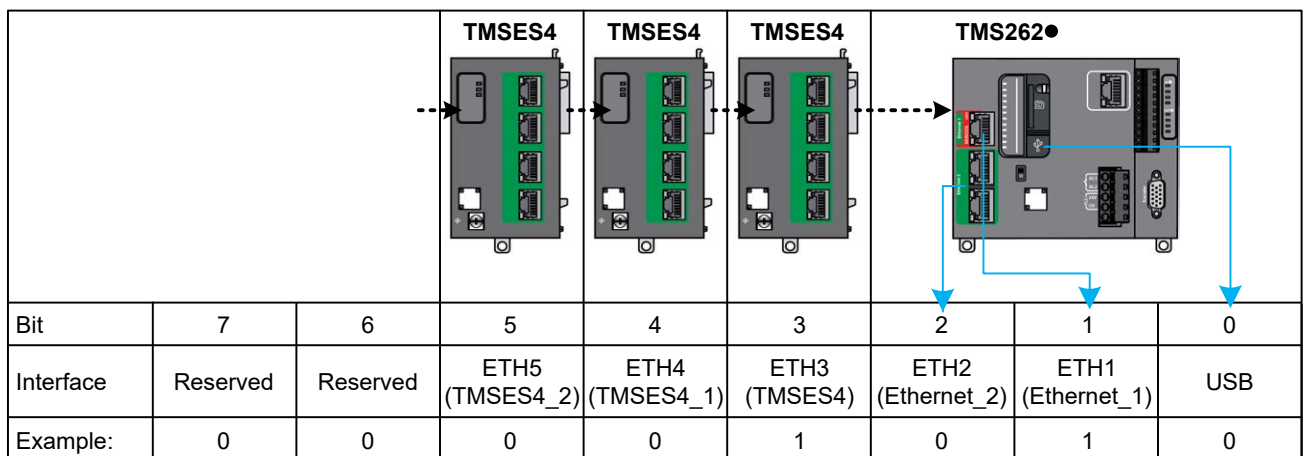 TMSES4 TMSES4 TMSES4 TMS262●
Bit 7 6 5 4 3 2 1 0
Interface Reserved Reserved ETH5 (TMSES4_2) ETH4 (TMSES4_1) ETH3 (TMSES4) ETH2 (Ethernet_2) ETH1 (Ethernet_1) USB
Example: 0 0 0 0 1 0 1 0